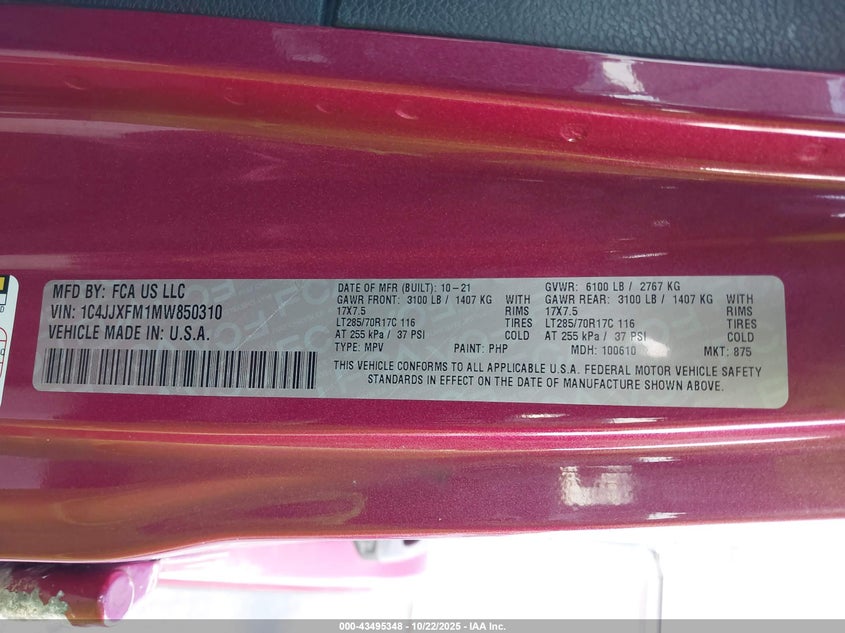 MFD BY: FCA US LLC
VIN: 1C4JJXFM1MW850310
VEHICLE MADE IN U.S.A.
DATE OF MFR (BUILT): 10-21
GVWR: 6100 LB / 2767 KG
GAWR FRONT: 3100 LB / 1407 KG WITH
17X7.5 RIMS
LT285/70R17C 116 TIRES
AT 255 kPa / 37 PSI COLD
GAWR REAR: 3100 LB / 1407 KG WITH
17X7.5 RIMS
LT285/70R17C 116 TIRES
AT 255 kPa / 37 PSI COLD
TYPE: MPV PAINT: PHP MDH: 100610 MKT: 875
THIS VEHICLE CONFORMS TO ALL APPLICABLE U.S.A. FEDERAL MOTOR VEHICLE SAFETY
STANDARDS IN EFFECT ON THE DATE OF MANUFACTURE SHOWN ABOVE.
000-43495348 | 10/22/2025 - IAA Inc.